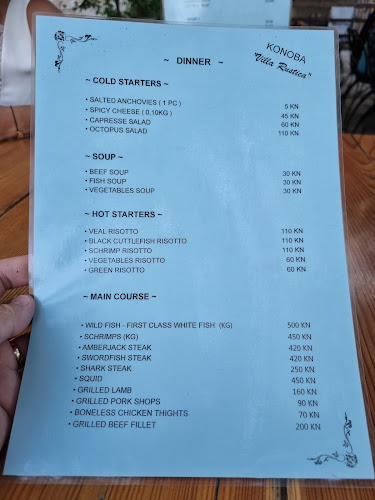 KONOBA
~ DINNER ~
"Villa Rustica"
~ COLD STARTERS ~
• SALTED ANCHOVIES ( 1 PC ) 5 KN
• SPICY CHEESE ( 0,10KG ) 45 KN
• CAPRESSE SALAD 60 KN
• OCTOPUS SALAD 110 KN
~ SOUP ~
• BEEF SOUP 30 KN
• FISH SOUP 30 KN
• VEGETABLES SOUP 30 KN
~ HOT STARTERS ~
• VEAL RISOTTO 110 KN
• BLACK CUTTLEFISH RISOTTO 110 KN
• SCHRIMP RISOTTO 110 KN
• VEGETABLES RISOTTO 60 KN
• GREEN RISOTTO 60 KN
~ MAIN COURSE ~
• WILD FISH - FIRST CLASS WHITE FISH (KG) 500 KN
• SCHRIMPS (KG) 450 KN
• AMBERJACK STEAK 420 KN
• SWORDFISH STEAK 420 KN
• SHARK STEAK 250 KN
• SQUID 450 KN
• GRILLED LAMB 160 KN
• GRILLED PORK SHOPS 90 KN
• BONELESS CHICKEN THIGHTS 70 KN
• GRILLED BEEF FILLET 200 KN